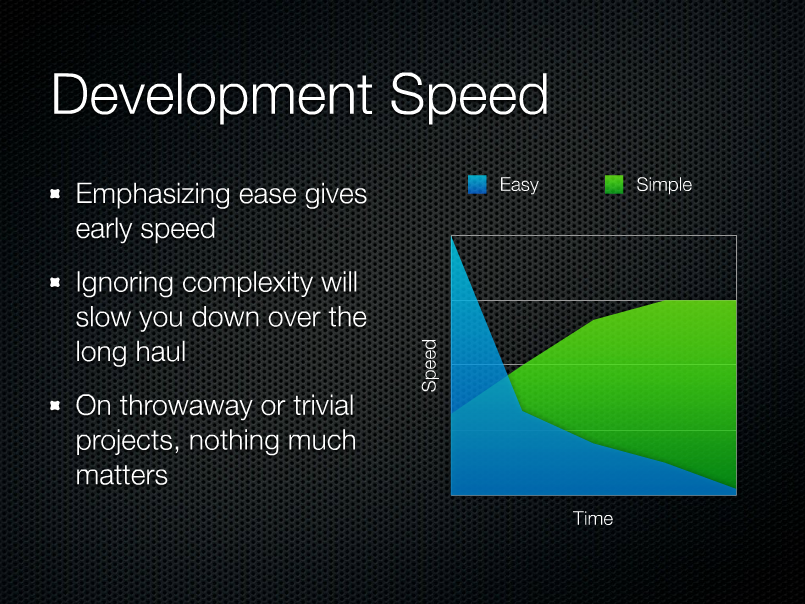 Development Speed
Emphasizing ease gives
early speed
Ignoring complexity will
slow you down over the
long haul
On throwaway or trivial
projects, nothing much
matters
Easy
Simple
Speed
Time